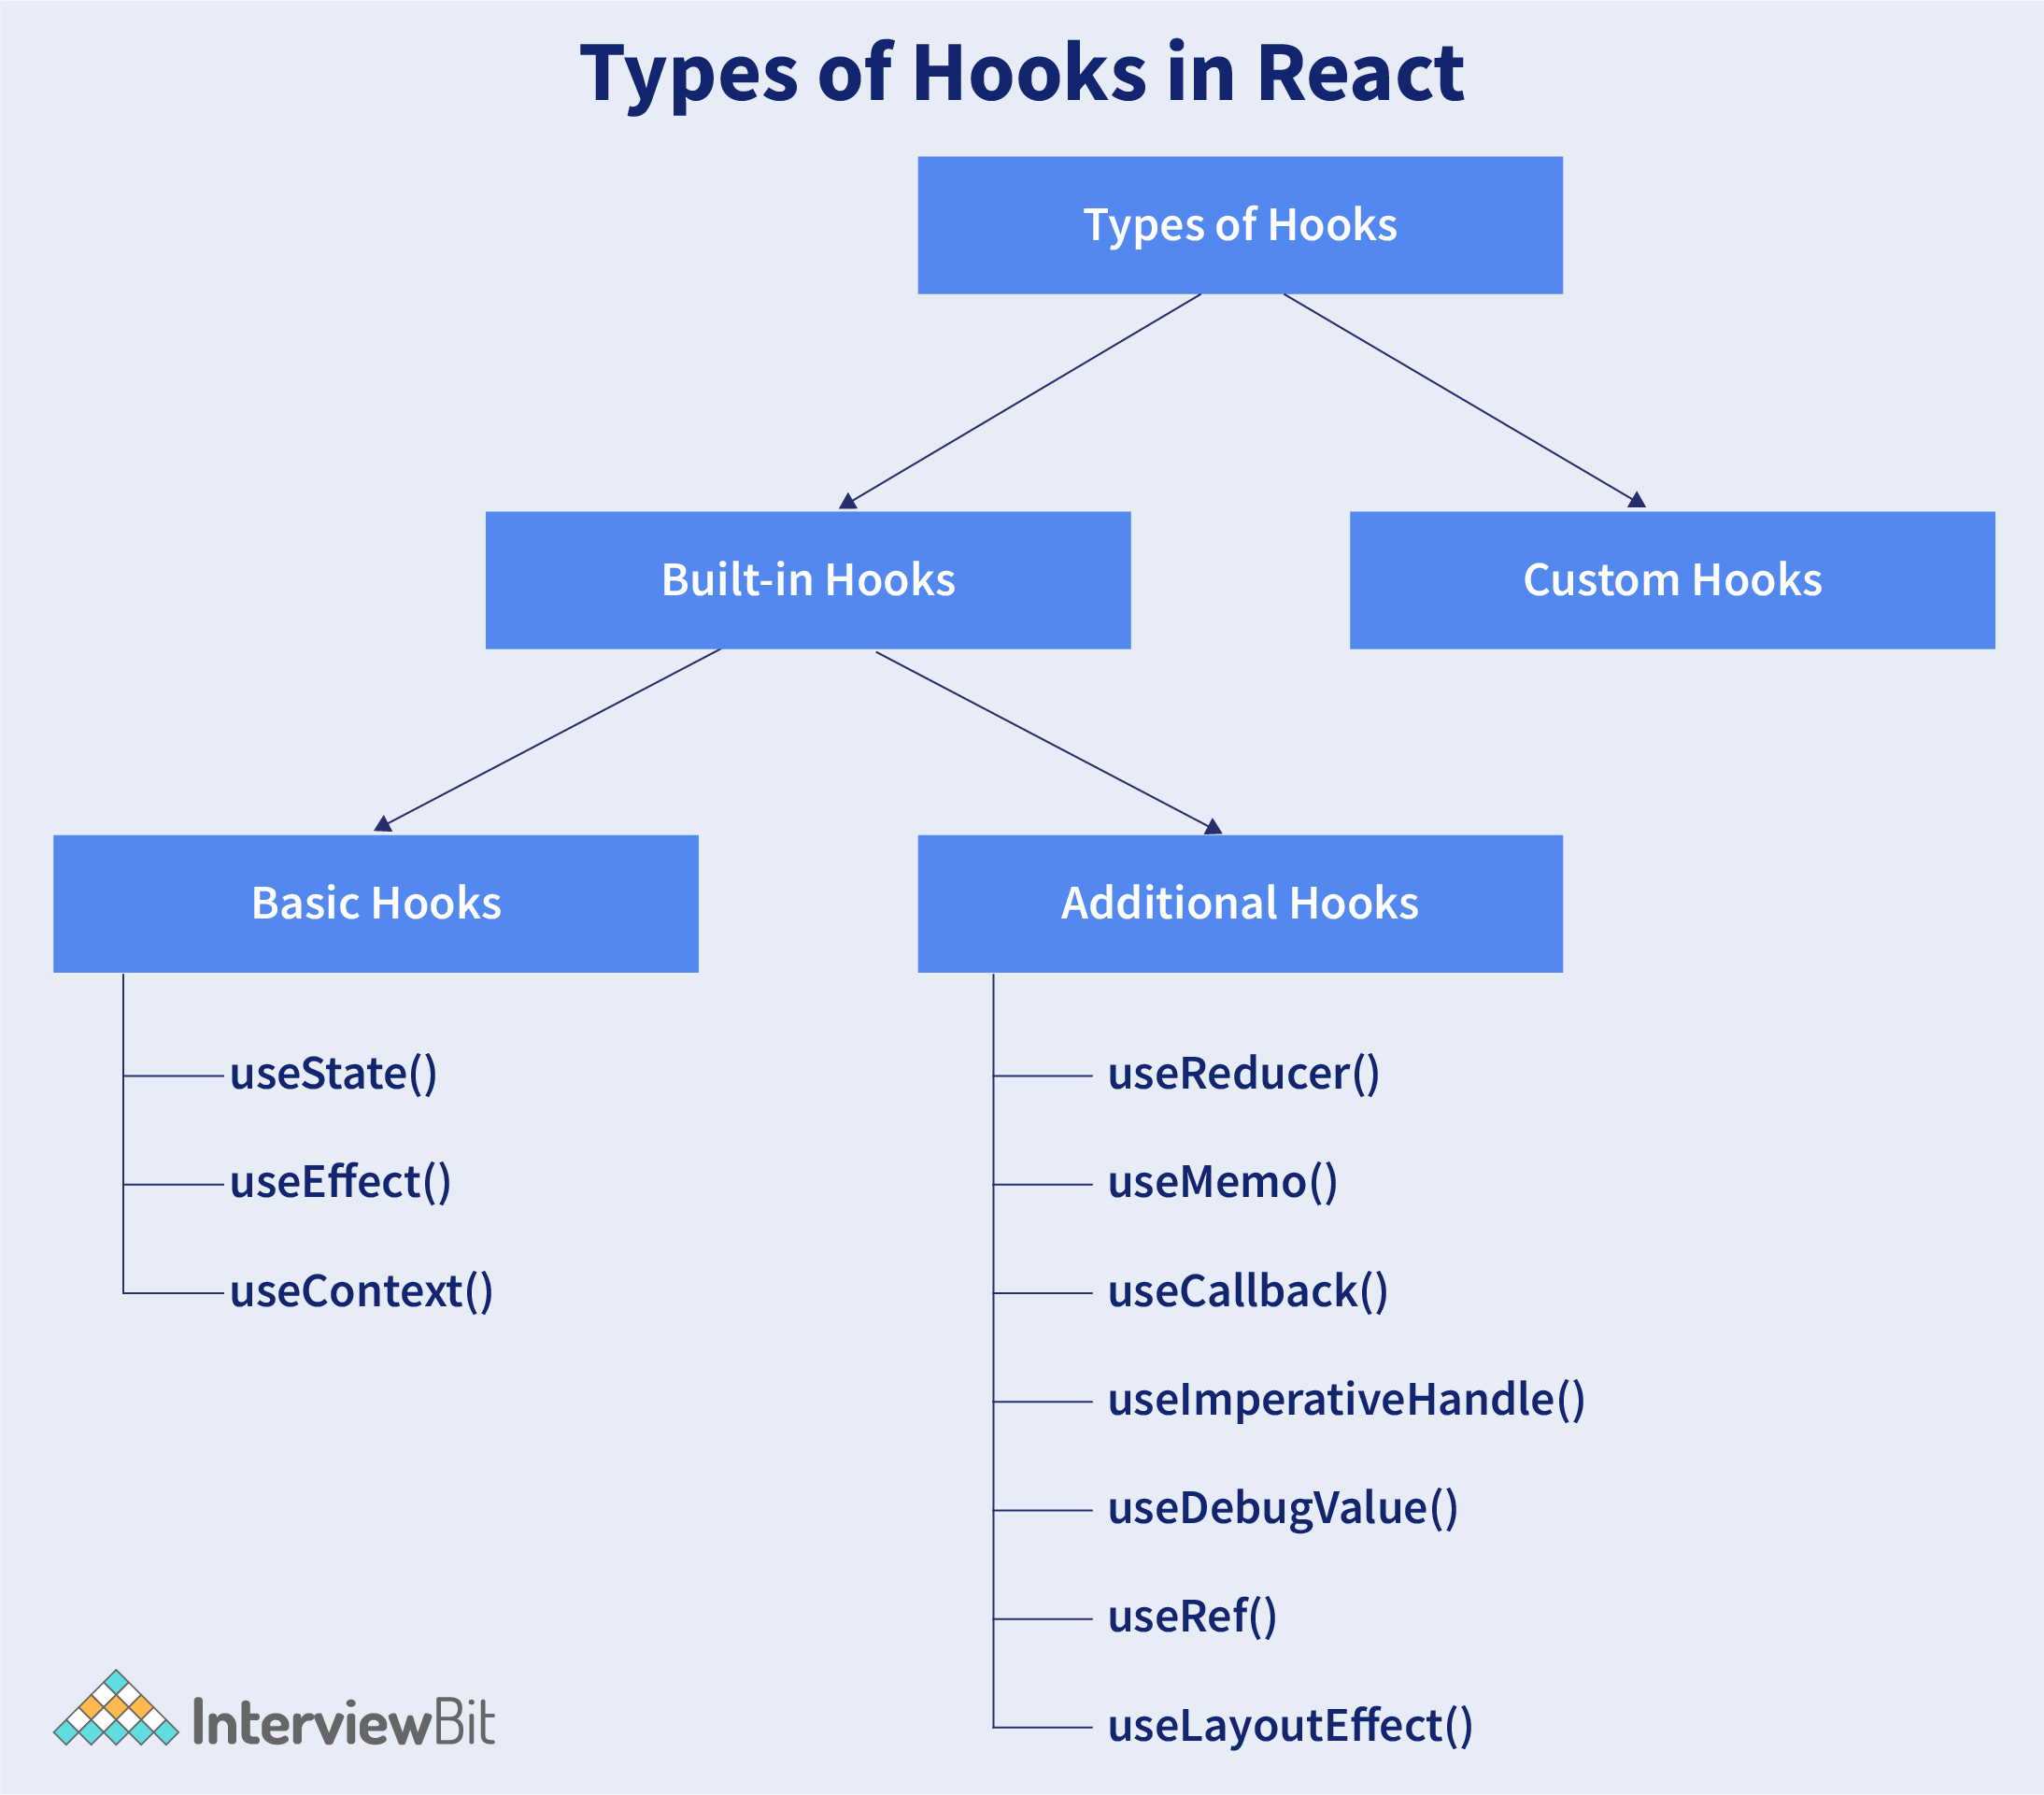 Types of Hooks in React
Types of Hooks
Built-in Hooks
Custom Hooks
Basic Hooks
Additional Hooks
useState()
useEffect()
useContext()
useReducer()
useMemo()
useCallback()
useImperativeHandle()
useDebugValue()
useRef()
useLayoutEffect()
InterviewBit